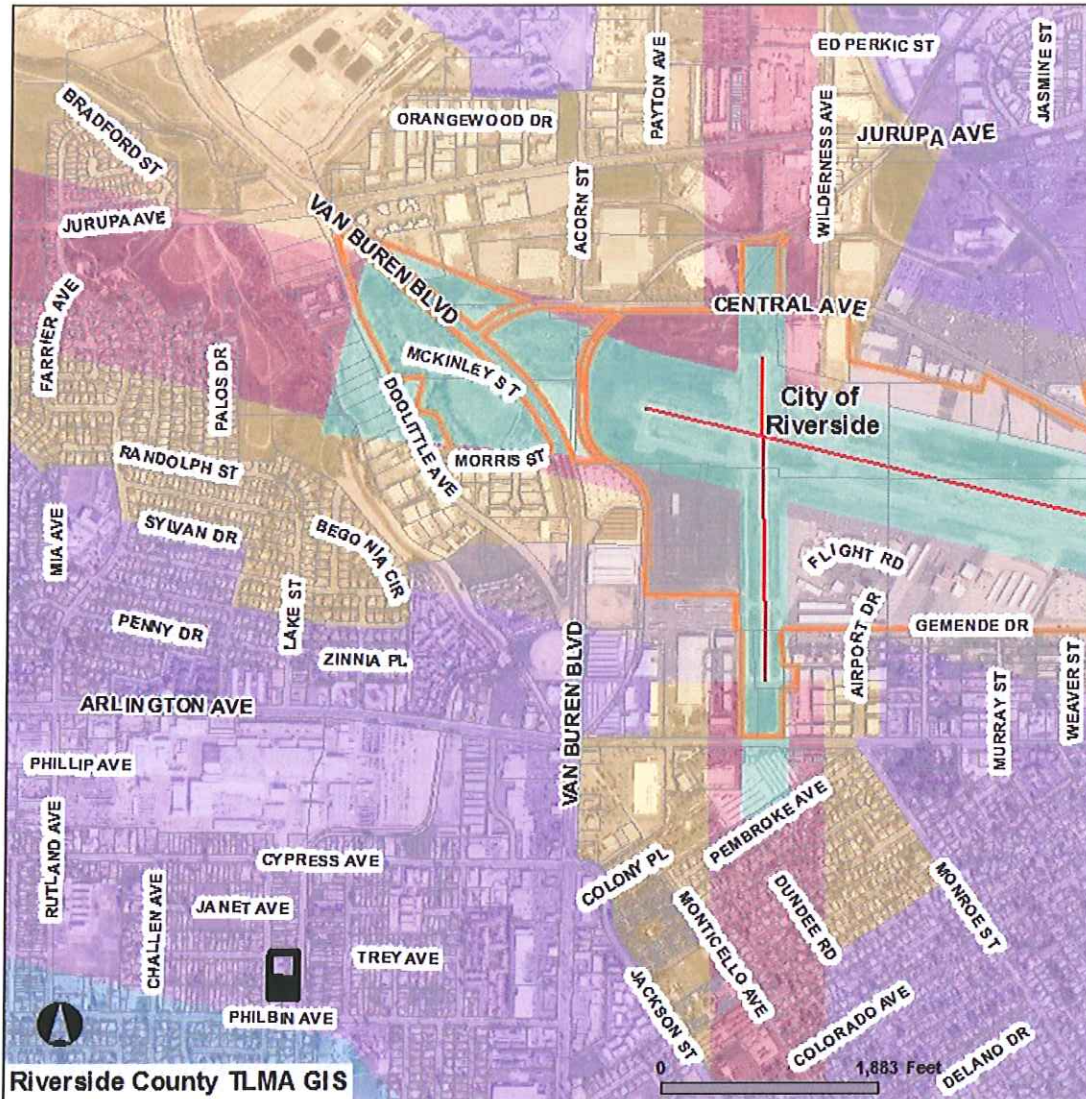 ED PERKIC ST
JASMINE ST
PAYTON AVE
BRADFORD ST
ORANGEWOOD DR
JURUPA AVE
WILDERNESS AVE
ACORN ST
JURUPA AVE
VAN BUREN BLVD
CENTRAL AVE
FARRIER AVE
PALOS DR
MCKINLEY ST
DOOLITTLE AVE
City of
Riverside
MORRIS ST
RANDOLPH ST
SYLVAN DR
BEGONIA CIR
MIA AVE
FLIGHT RD
LAKE ST
PENNY DR
ZINNIA PL
AIRPORT DR
GEMENDE DR
ARLINGTON AVE
VAN BUREN BLVD
MURRAY ST
WEAVER ST
PHILLIP AVE
PEMBROKE AVE
CYPRESS AVE
COLONY PL
RUTLAND AVE
CHALLEN AVE
JANET AVE
MONTICELLO AVE
DUNDEE RD
MONROE ST
TREY AVE
JACKSON ST
PHILBIN AVE
COLORADO AVE
DELANO DR
0 1,883 Feet
Riverside County TLMA GIS